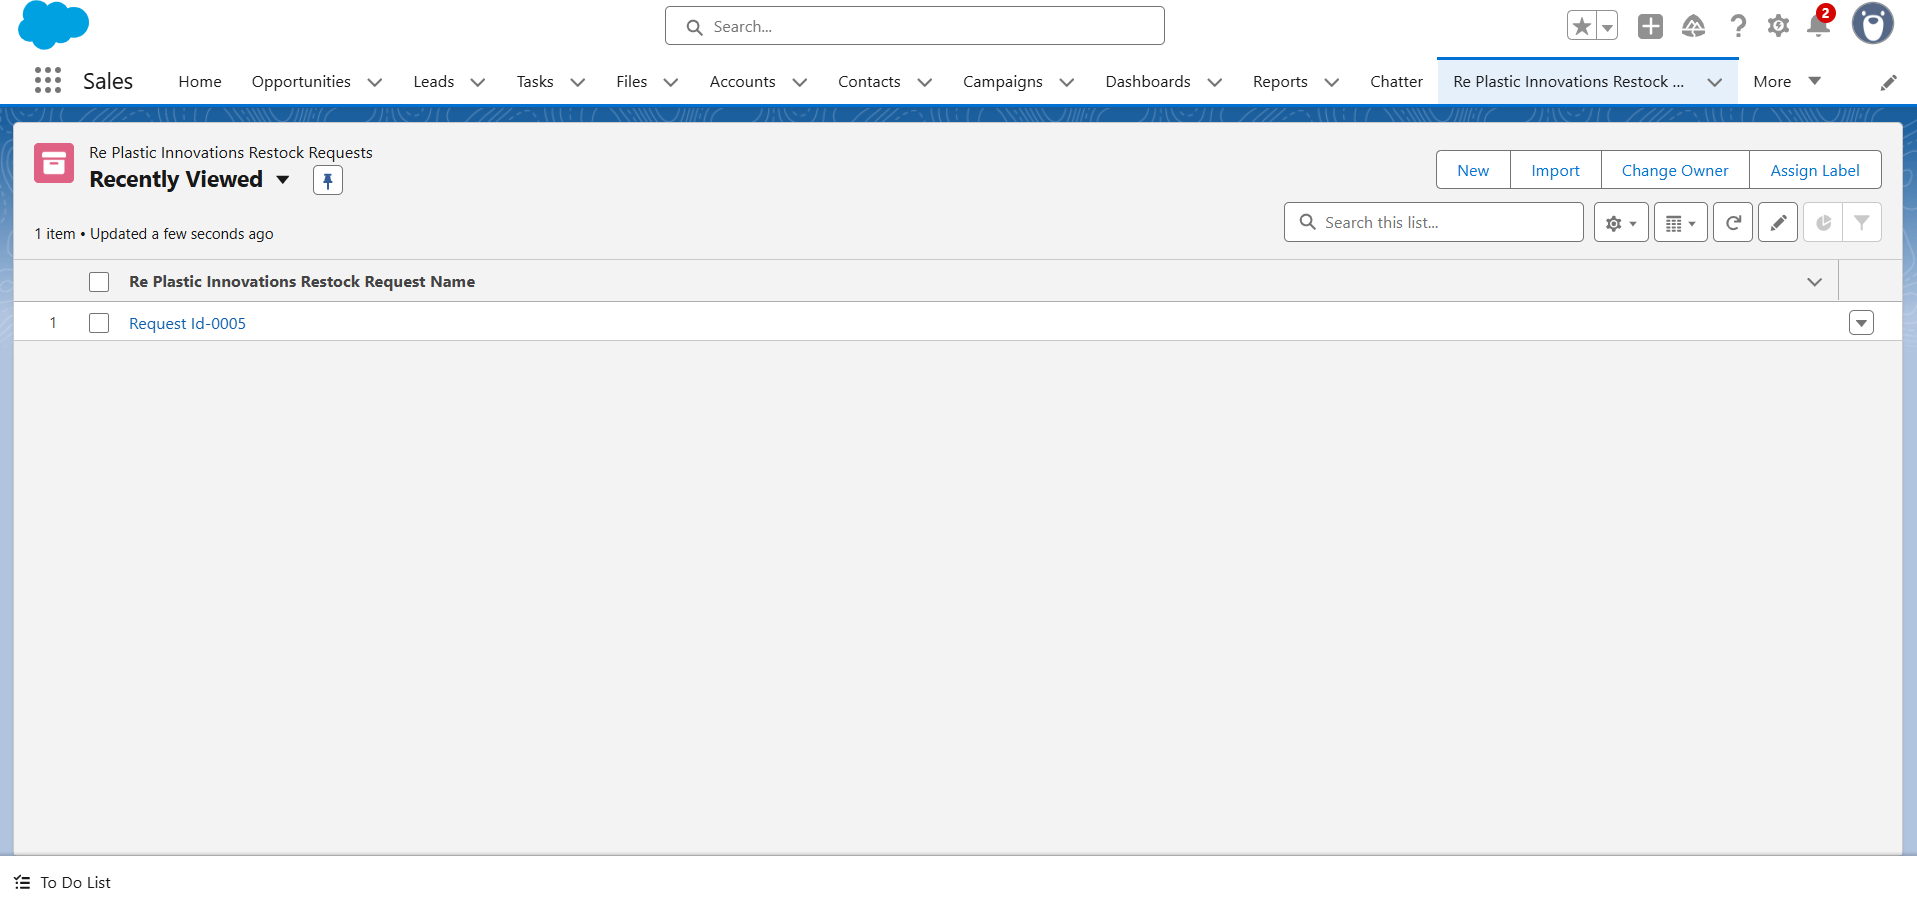 Search...
2
Sales
Home
Opportunities
Leads
Tasks
Files
Accounts
Contacts
Campaigns
Dashboards
Reports
Chatter
Re Plastic Innovations Restock ...
More
Re Plastic Innovations Restock Requests
Recently Viewed
New
Import
Change Owner
Assign Label
1 item • Updated a few seconds ago
Search this list...
Re Plastic Innovations Restock Request Name
1
Request Id-0005
To Do List